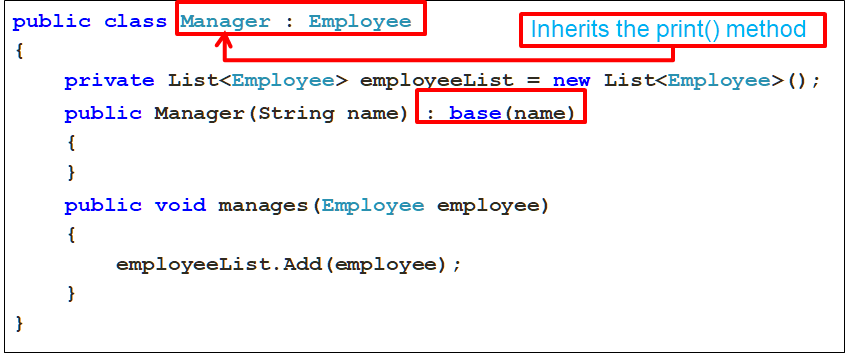 public class Manager : Employee
Inherits the print() method
{
private List<Employee> employeeList = new List<Employee>();
public Manager(String name) : base(name)
{
}
public void manages(Employee employee)
{
employeeList.Add(employee);
}
}